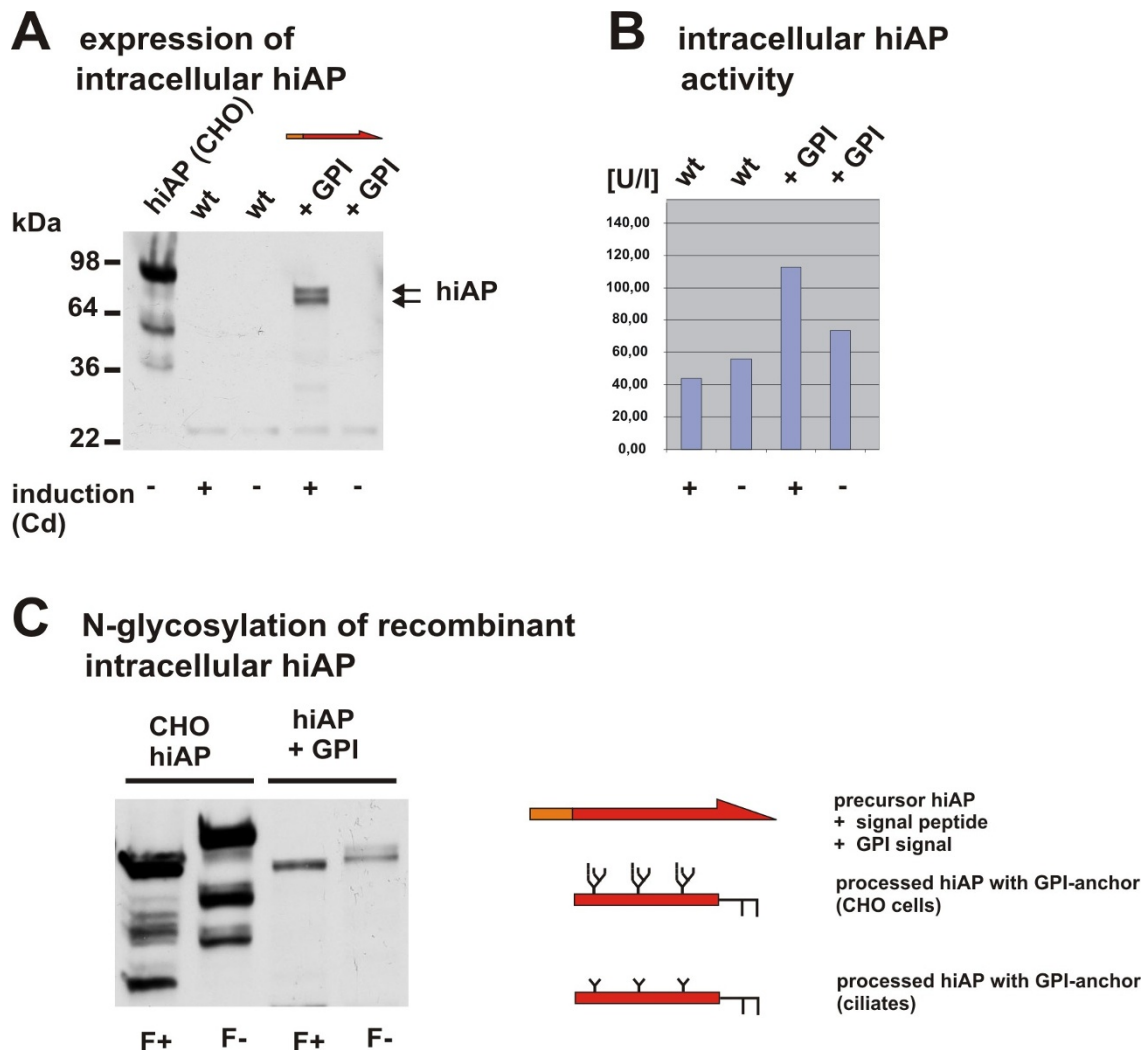 A expression of
intracellular hiAP
hiAP (CHO)
wt
wt
+ GPI
+ GPI
kDa
98
64
36
22
hiAP
induction - + - + -
(Cd)
B intracellular hiAP
activity
[U/l]
wt
wt
+ GPI
+ GPI
140,00
120,00
100,00
80,00
60,00
40,00
20,00
0,00
+ - + -
C N-glycosylation of recombinant
intracellular hiAP
CHO
hiAP
hiAP
+ GPI
F+ F- F+ F-
precursor hiAP
+ signal peptide
+ GPI signal
processed hiAP with GPI-anchor
(CHO cells)
processed hiAP with GPI-anchor
(ciliates)